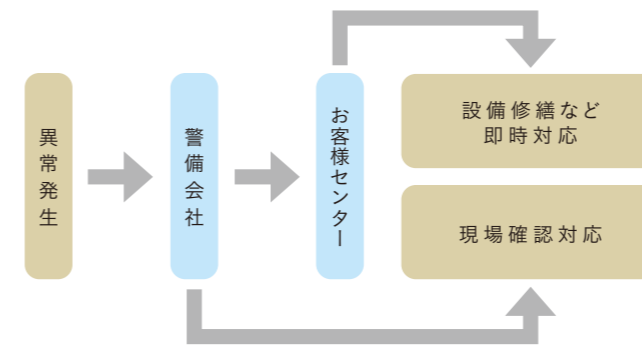 異常発生
警備会社
お客様センター
設備修繕など
即時対応
現場確認対応